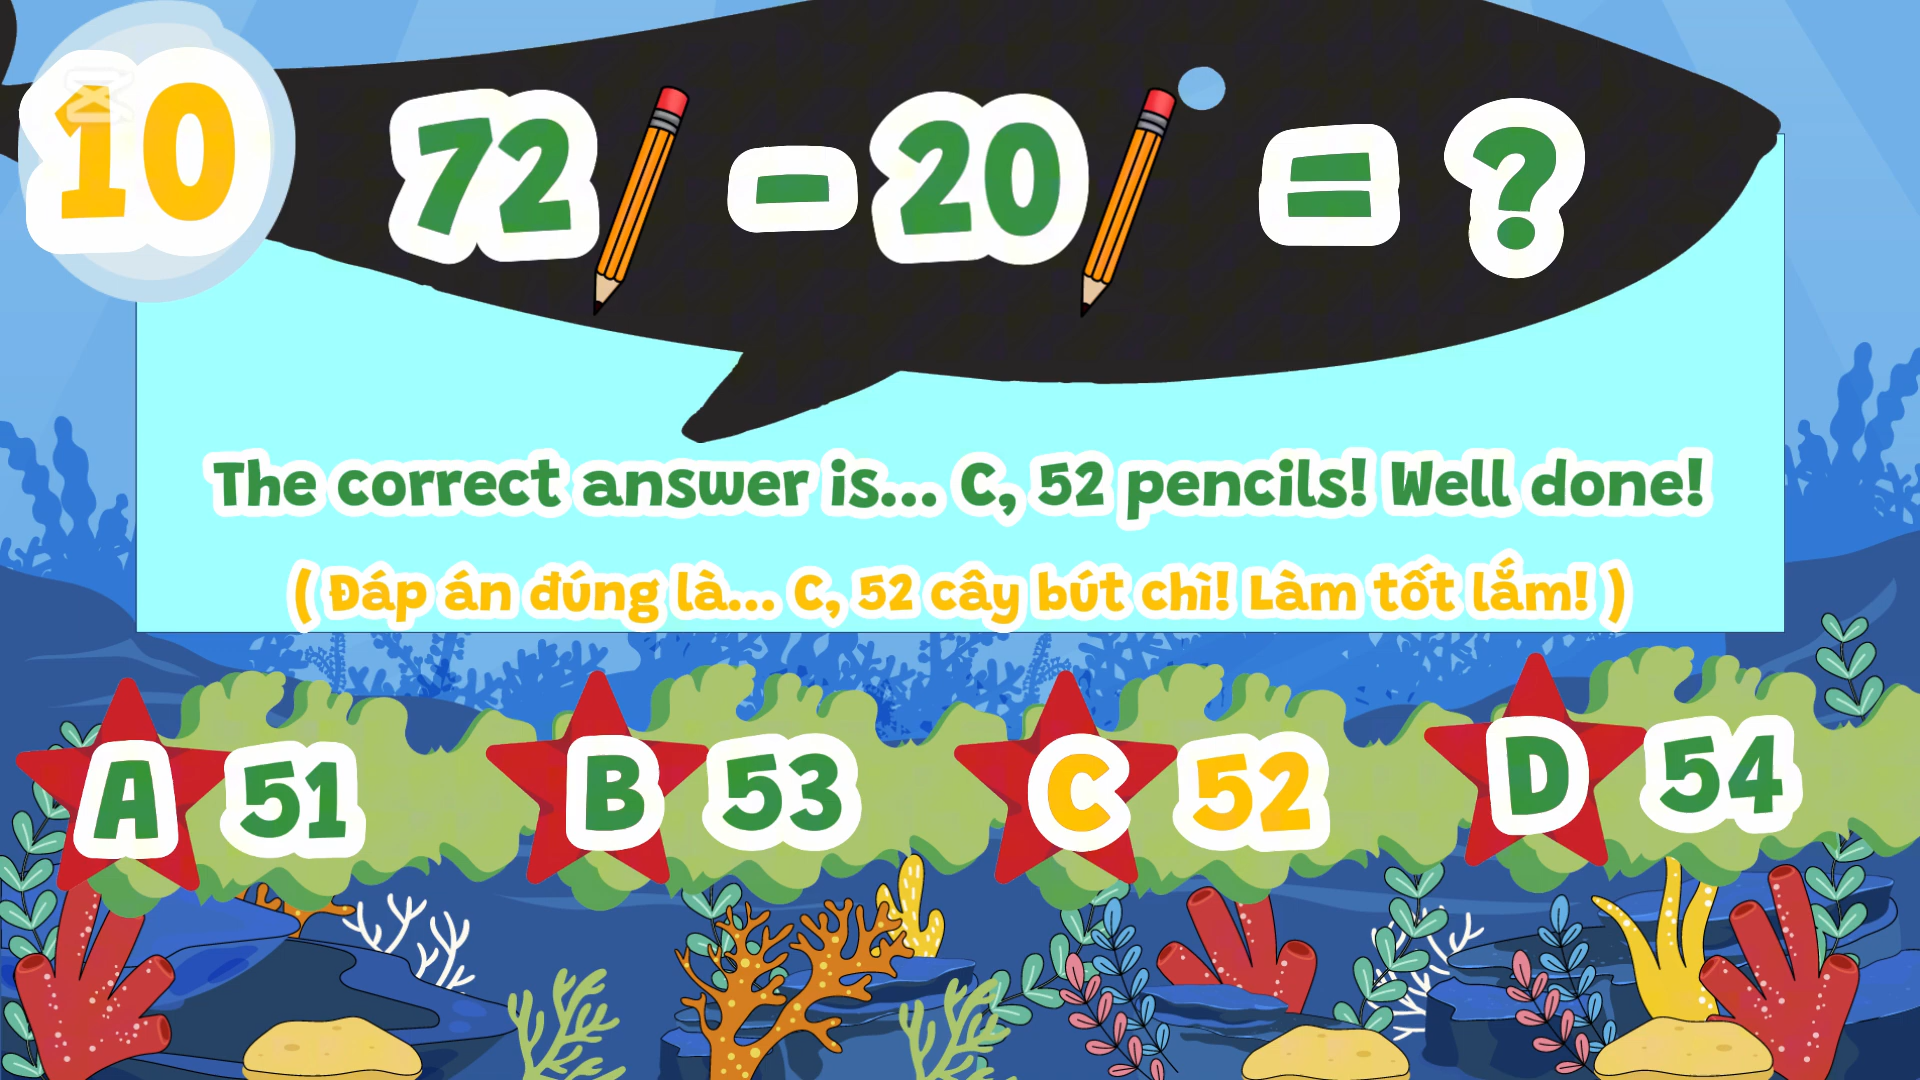 10 72 - 20 = ?
The correct answer is... C, 52 pencils! Well done!
( Đáp án đúng là... C, 52 cây bút chì! Làm tốt lắm! )
A 51 B 53 C 52 D 54